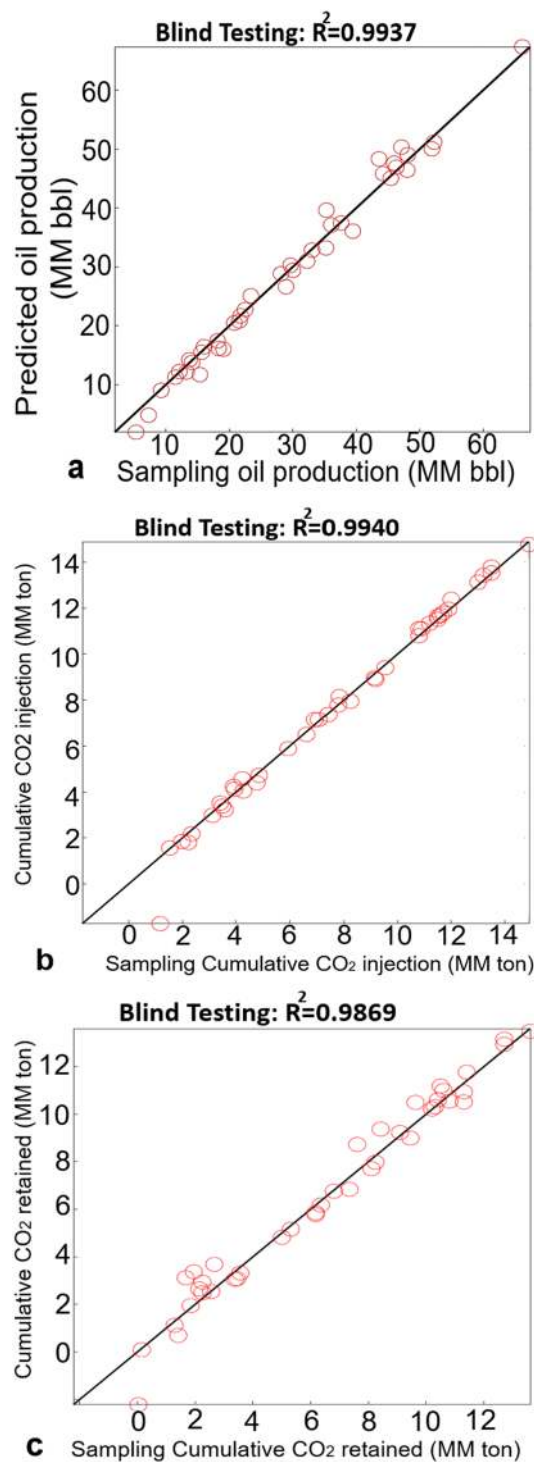 Blind Testing: R²=0.9937
Predicted oil production
(MM bbl)
60
50
40
30
20
10
10 20 30 40 50 60
a Sampling oil production (MM bbl)
Blind Testing: R²=0.9940
Cumulative CO2 injection (MM ton)
14
12
10
8
6
4
2
0
0 2 4 6 8 10 12 14
b Sampling Cumulative CO₂ injection (MM ton)
Blind Testing: R²=0.9869
Cumulative CO₂ retained (MM ton)
12
10
8
6
4
2
0
0 2 4 6 8 10 12
c Sampling Cumulative CO₂ retained (MM ton)